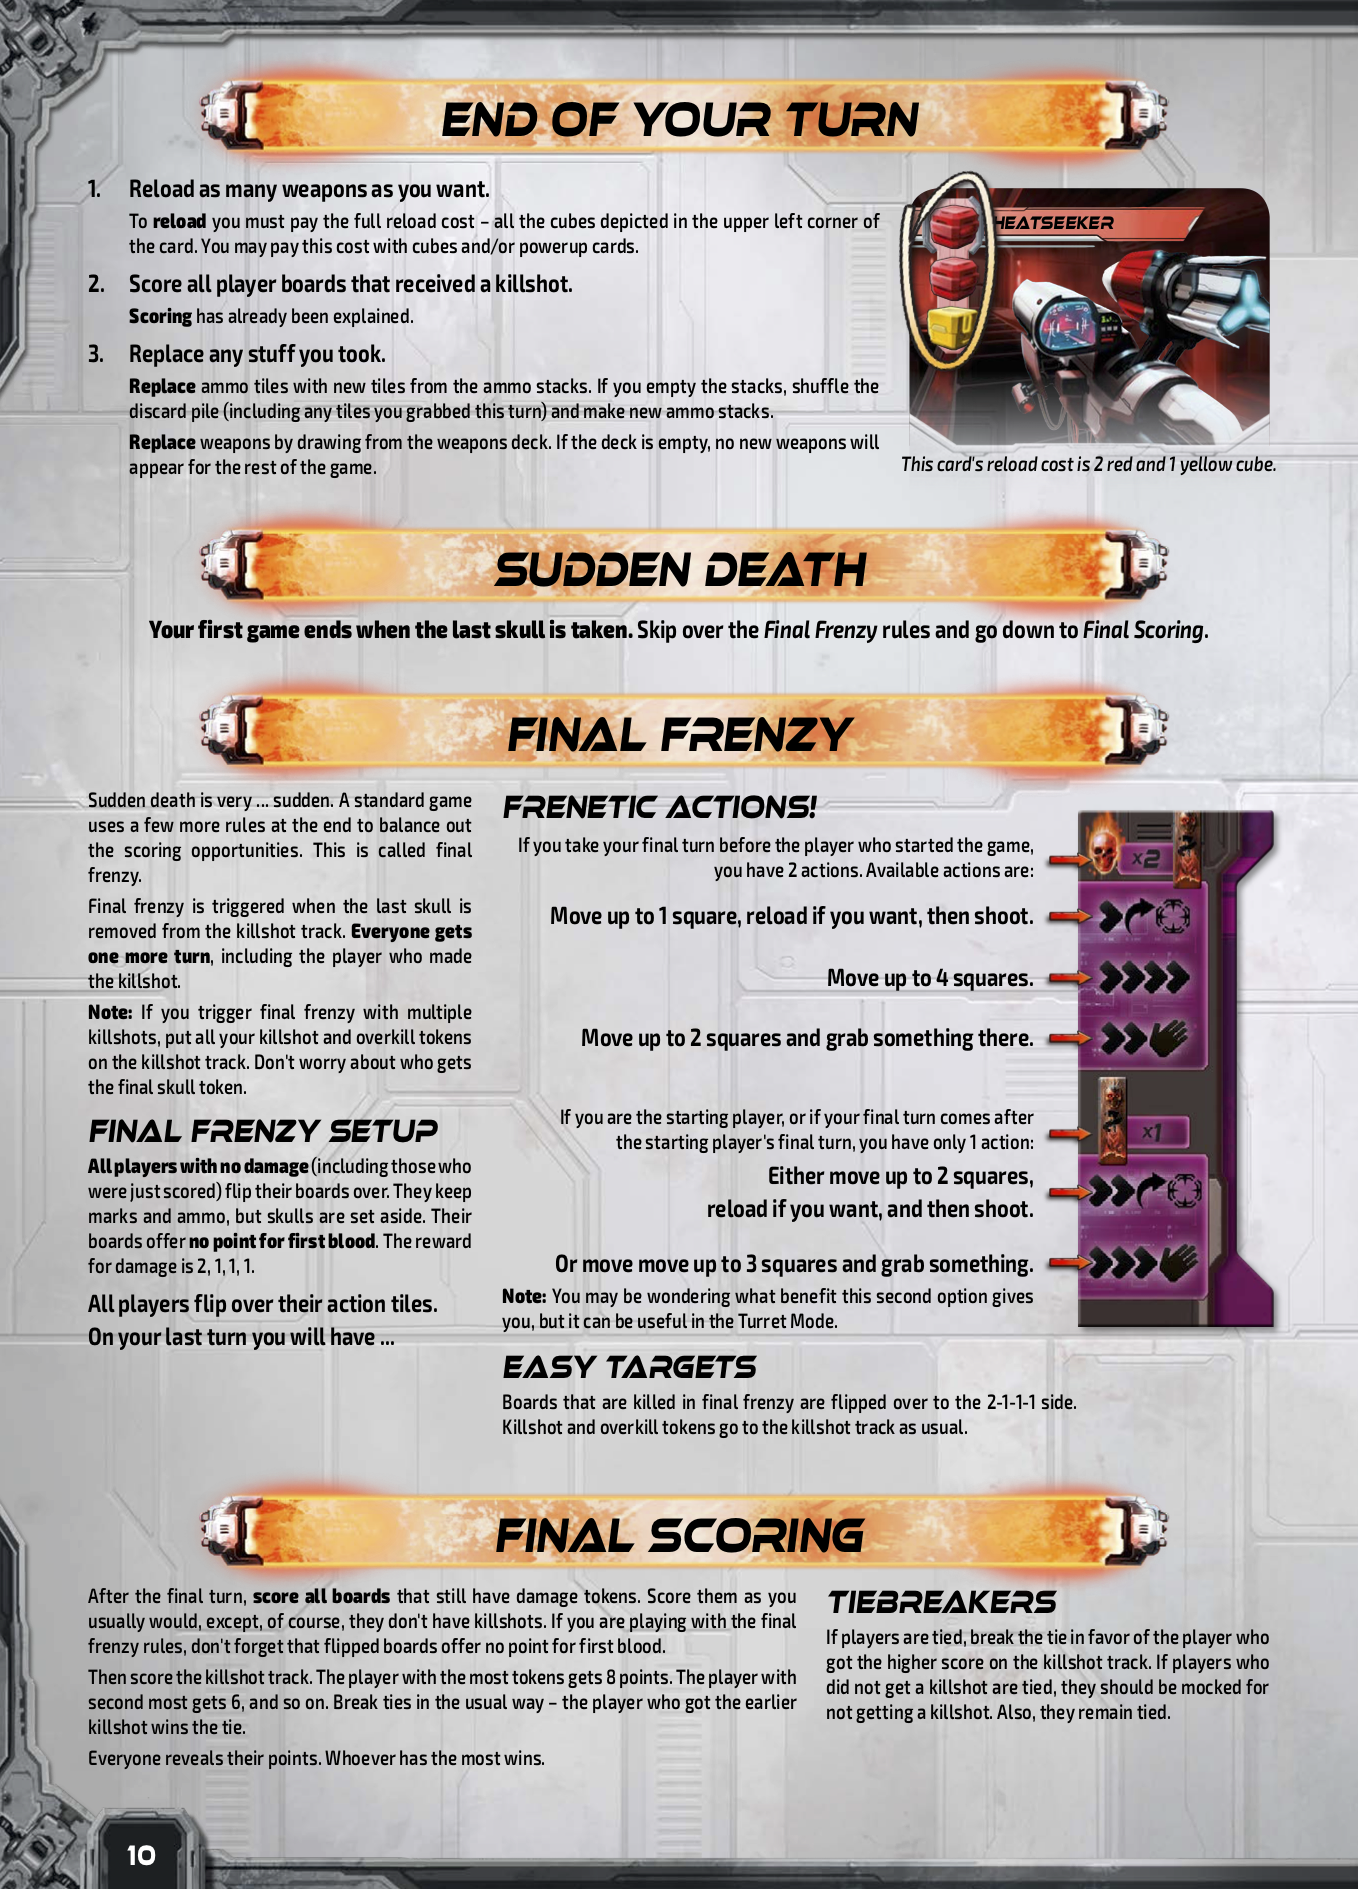 END OF YOUR TURN
1. Reload as many weapons as you want.
To reload you must pay the full reload cost – all the cubes depicted in the upper left corner of
the card. You may pay this cost with cubes and/or powerup cards.
2. Score all player boards that received a killshot.
Scoring has already been explained.
3. Replace any stuff you took.
Replace ammo tiles with new tiles from the ammo stacks. If you empty the stacks, shuffle the
discard pile (including any tiles you grabbed this turn) and make new ammo stacks.
Replace weapons by drawing from the weapons deck. If the deck is empty, no new weapons will
appear for the rest of the game.
HEATSEEKER
This card's reload cost is 2 red and 1 yellow cube.
SUDDEN DEATH
Your first game ends when the last skull is taken. Skip over the Final Frenzy rules and go down to Final Scoring.
FINAL FRENZY
Sudden death is very ... sudden. A standard game
uses a few more rules at the end to balance out
the scoring opportunities. This is called final
frenzy.
Final frenzy is triggered when the last skull is
removed from the killshot track. Everyone gets
one more turn, including the player who made
the killshot.
Note: If you trigger final frenzy with multiple
killshots, put all your killshot and overkill tokens
on the killshot track. Don't worry about who gets
the final skull token.
FINAL FRENZY SETUP
All players with no damage (including those who
were just scored) flip their boards over. They keep
marks and ammo, but skulls are set aside. Their
boards offer no point for first blood. The reward
for damage is 2, 1, 1, 1.
All players flip over their action tiles.
On your last turn you will have ...
FRENETIC ACTIONS!
If you take your final turn before the player who started the game,
you have 2 actions. Available actions are:
x2
Move up to 1 square, reload if you want, then shoot.
Move up to 4 squares.
Move up to 2 squares and grab something there.
If you are the starting player, or if your final turn comes after
the starting player's final turn, you have only 1 action:
x1
Either move up to 2 squares,
reload if you want, and then shoot.
Or move move up to 3 squares and grab something.
Note: You may be wondering what benefit this second option gives
you, but it can be useful in the Turret Mode.
EASY TARGETS
Boards that are killed in final frenzy are flipped over to the 2-1-1-1 side.
Killshot and overkill tokens go to the killshot track as usual.
FINAL SCORING
After the final turn, score all boards that still have damage tokens. Score them as you
usually would, except, of course, they don't have killshots. If you are playing with the final
frenzy rules, don't forget that flipped boards offer no point for first blood.
Then score the killshot track. The player with the most tokens gets 8 points. The player with
second most gets 6, and so on. Break ties in the usual way – the player who got the earlier
killshot wins the tie.
Everyone reveals their points. Whoever has the most wins.
TIEBREAKERS
If players are tied, break the tie in favor of the player who
got the higher score on the killshot track. If players who
did not get a killshot are tied, they should be mocked for
not getting a killshot. Also, they remain tied.
10